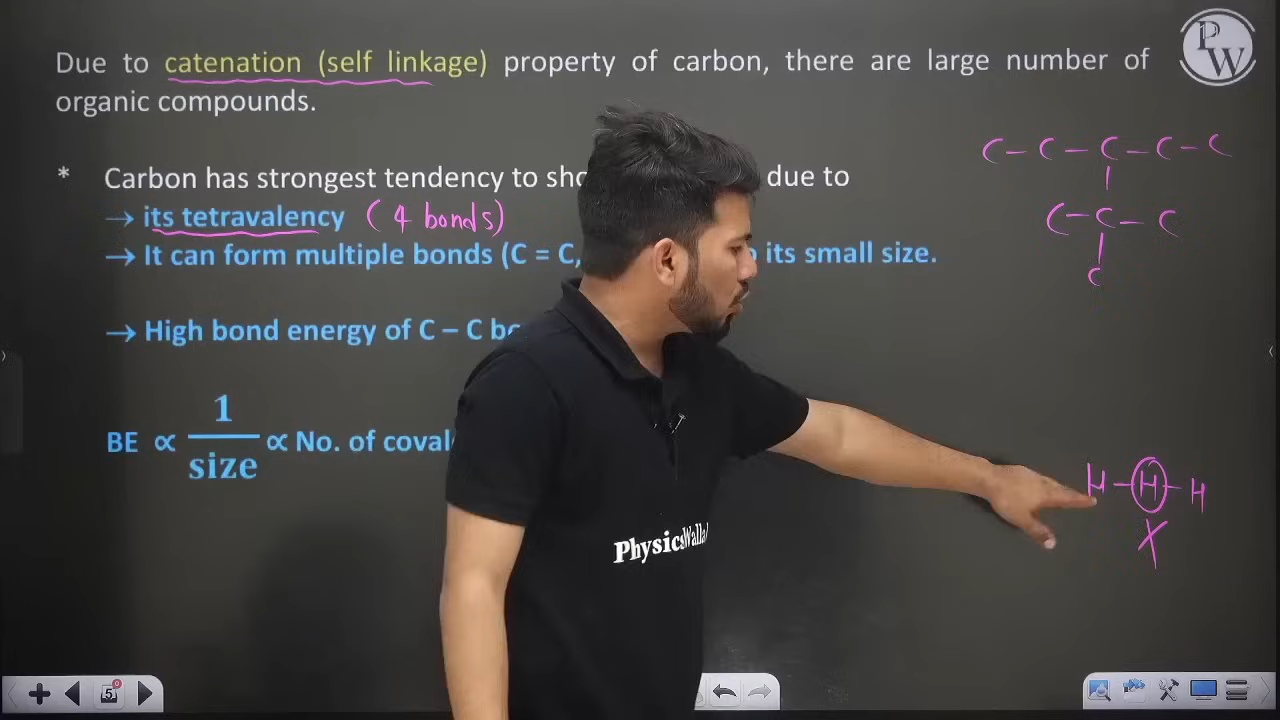 Due to catenation (self linkage) property of carbon, there are large number of
organic compounds.
PW
* Carbon has strongest tendency to sho due to
→ its tetravalency (4 bonds)
→ It can form multiple bonds (C = C, its small size.
→ High bond energy of C – C
BE ∝ 1/size ∝ No. of coval
C-C-C-C-C
C-C-C
C
H-H-H
X
PhysicsWalla
5